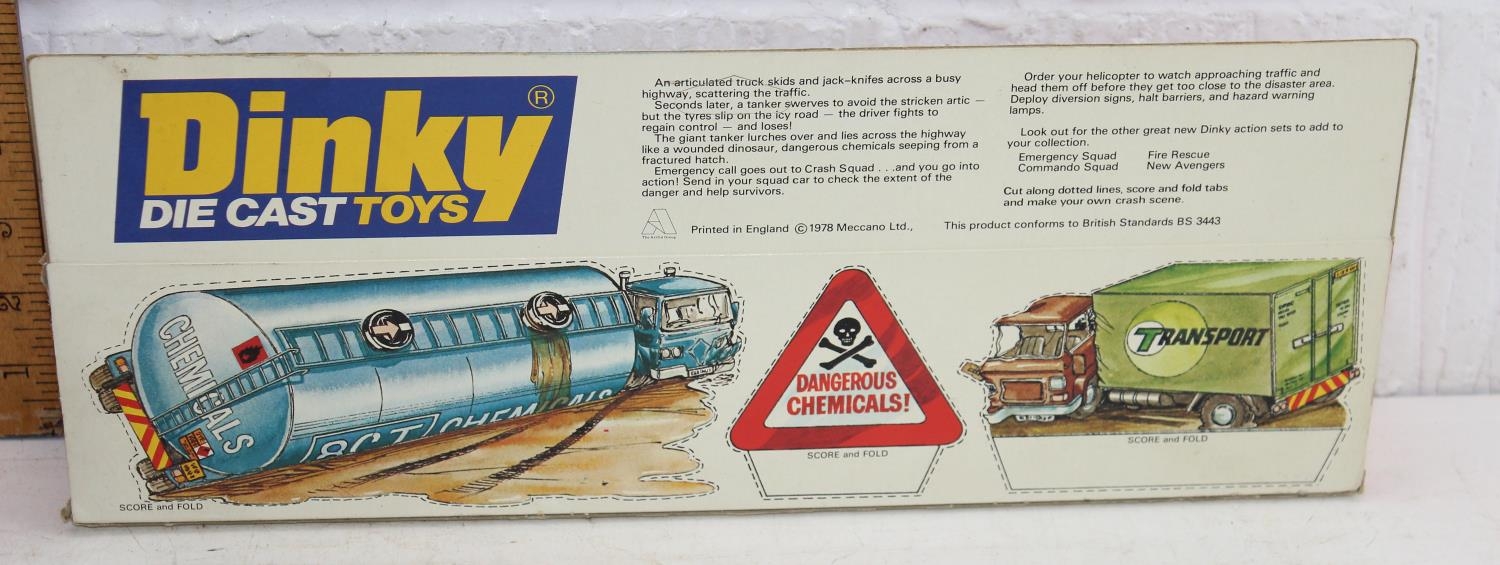 Dinky ®
DIE CAST TOYS
An articulated truck skids and jack-knifes across a busy
highway, scattering the traffic.
Seconds later, a tanker swerves to avoid the stricken artic —
but the tyres slip on the icy road — the driver fights to
regain control — and loses!
The giant tanker lurches over and lies across the highway
like a wounded dinosaur, dangerous chemicals seeping from a
fractured hatch.
Emergency call goes out to Crash Squad . . .and you go into
action! Send in your squad car to check the extent of the
danger and help survivors.
Order your helicopter to watch approaching traffic and
head them off before they get too close to the disaster area.
Deploy diversion signs, halt barriers, and hazard warning
lamps.
Look out for the other great new Dinky action sets to add to
your collection.
Emergency Squad Fire Rescue
Commando Squad New Avengers
Cut along dotted lines, score and fold tabs
and make your own crash scene.
Printed in England © 1978 Meccano Ltd., This product conforms to British Standards BS 3443
CHEMICALS
CHEMICALS
SCORE and FOLD
DANGEROUS
CHEMICALS!
SCORE and FOLD
TRANSPORT
SCORE and FOLD
1
2